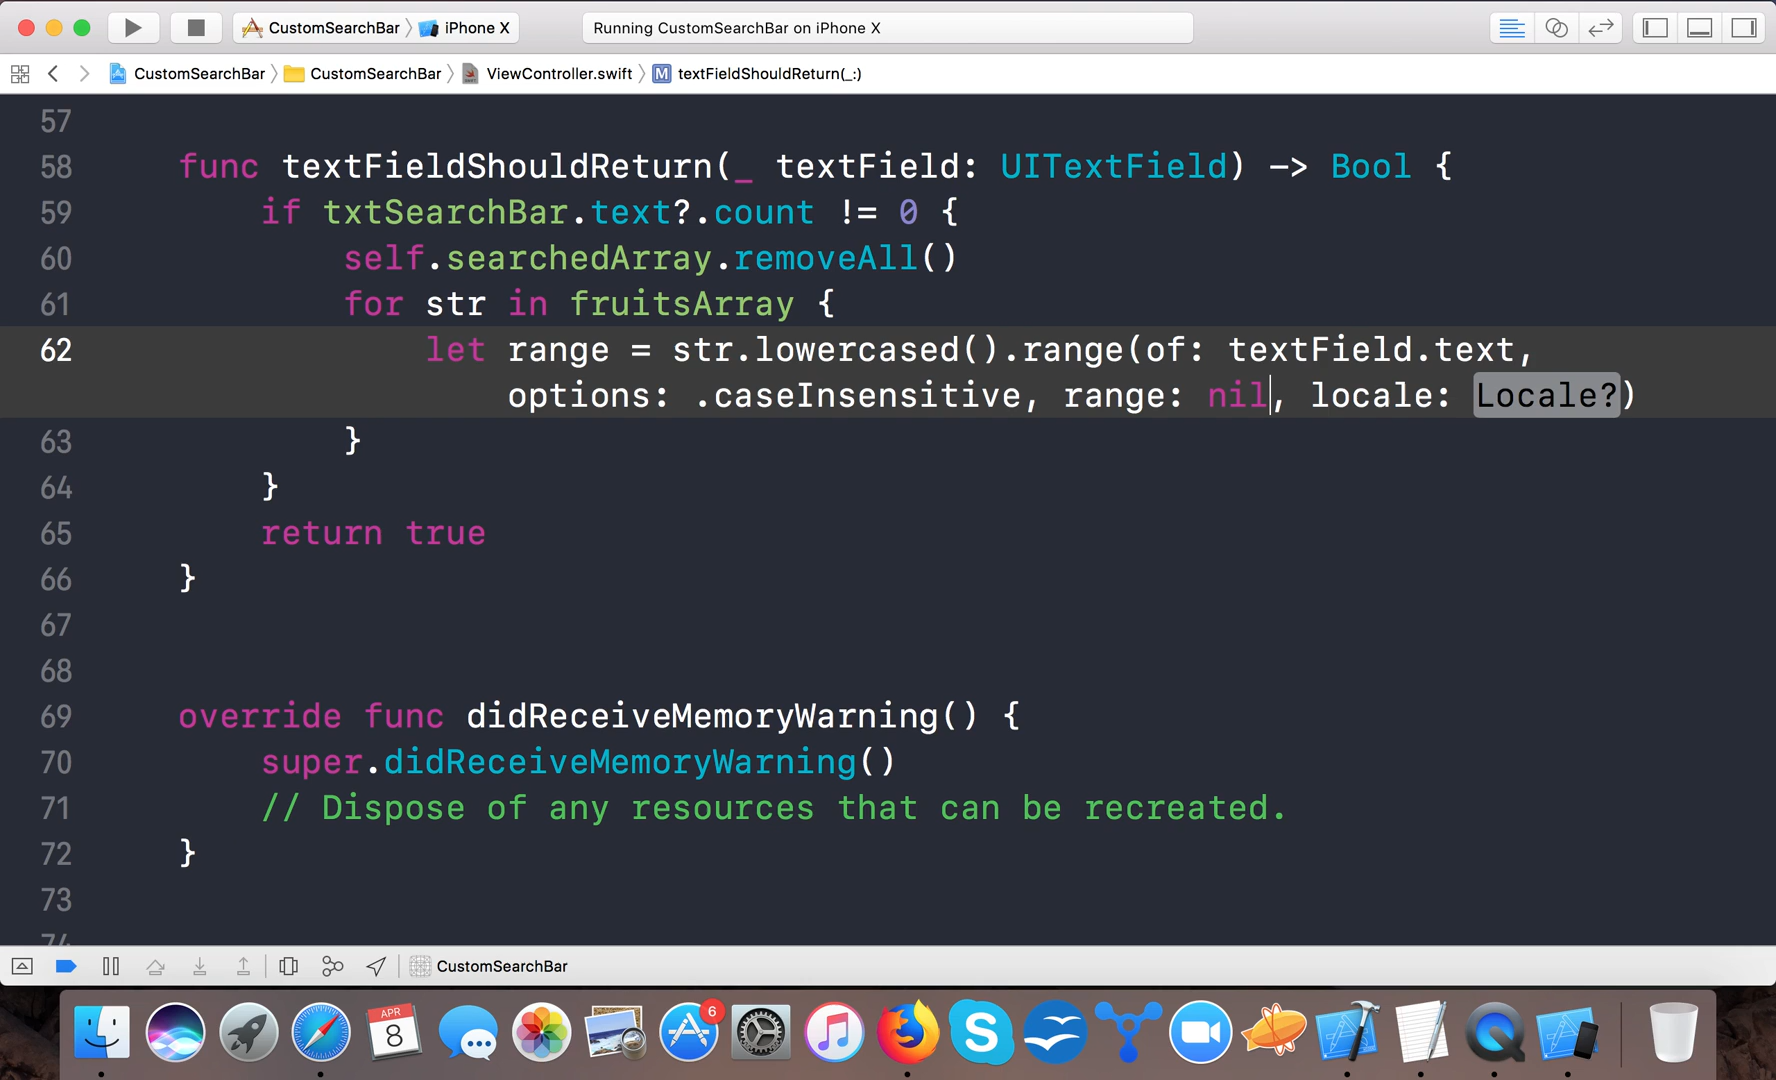 CustomSearchBar iPhone X Running CustomSearchBar on iPhone X
CustomSearchBar CustomSearchBar ViewController.swift M textFieldShouldReturn(_:)
57
58 func textFieldShouldReturn(_ textField: UITextField) -> Bool {
59 if txtSearchBar.text?.count != 0 {
60 self.searchedArray.removeAll()
61 for str in fruitsArray {
62 let range = str.lowercased().range(of: textField.text,
options: .caseInsensitive, range: nil, locale: Locale?)
63 }
64 }
65 return true
66 }
67
68
69 override func didReceiveMemoryWarning() {
70 super.didReceiveMemoryWarning()
71 // Dispose of any resources that can be recreated.
72 }
73
74
CustomSearchBar
APR
8
6
S